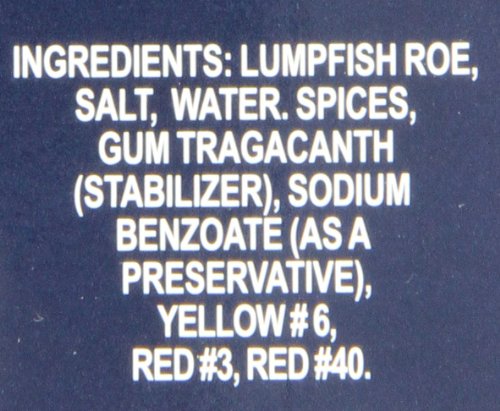 INGREDIENTS: LUMPFISH ROE,
SALT, WATER. SPICES,
GUM TRAGACANTH
(STABILIZER), SODIUM
BENZOATE (AS A
PRESERVATIVE),
YELLOW #6,
RED #3, RED #40.